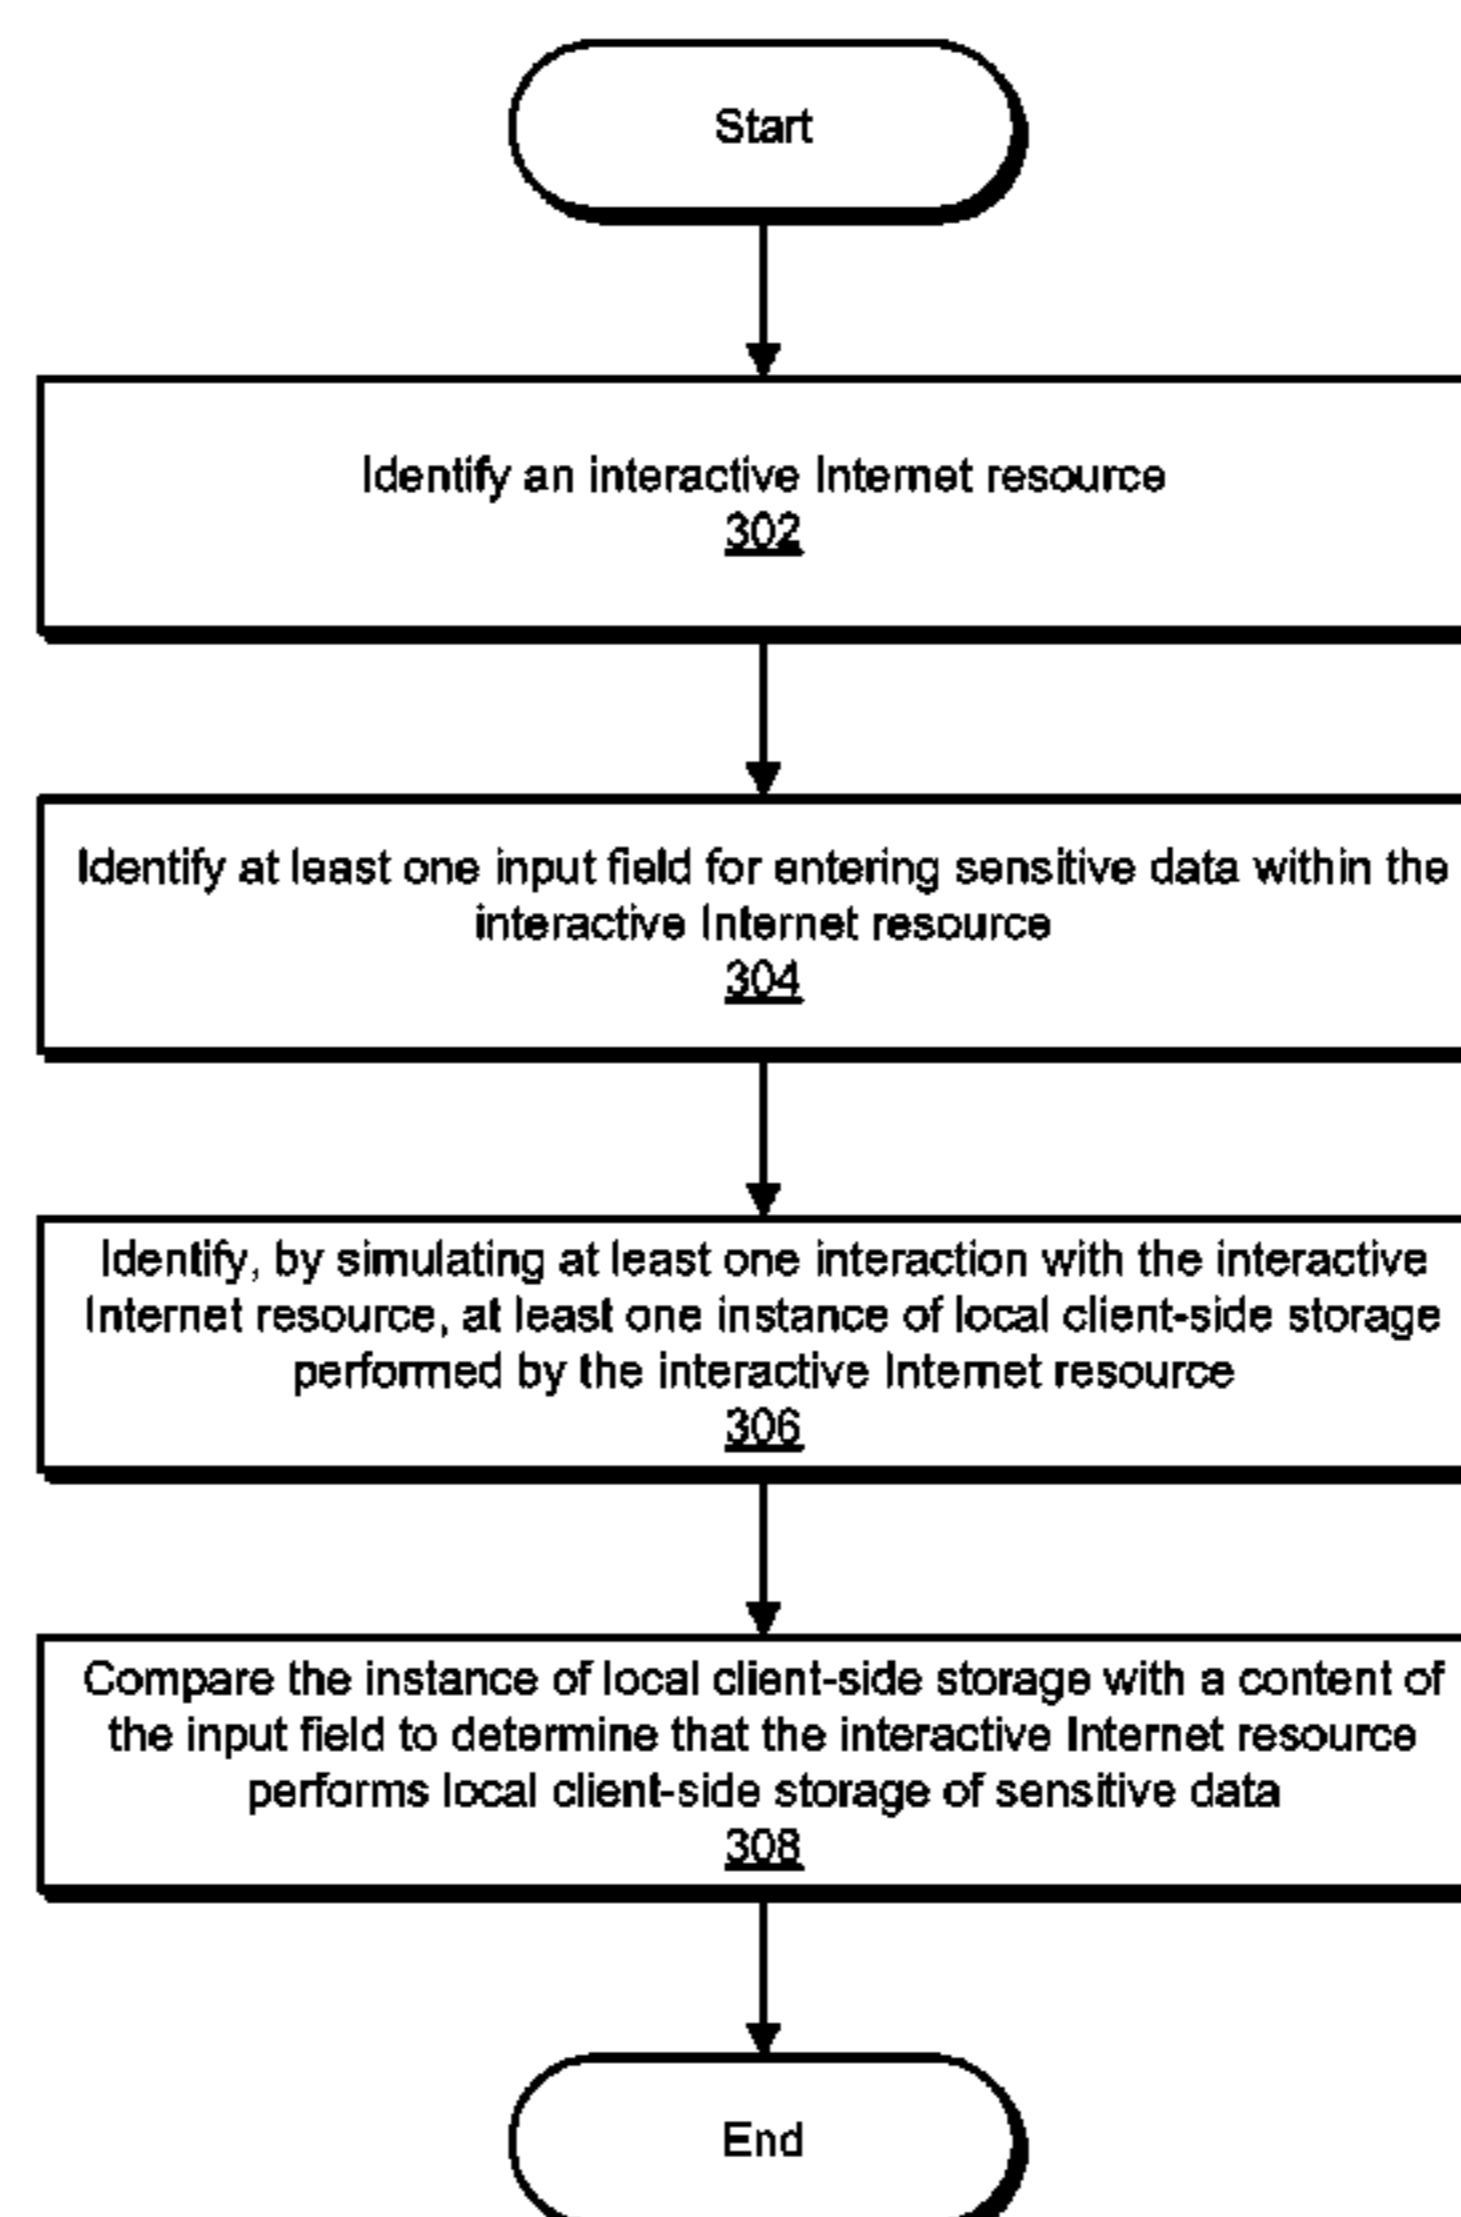 Start
Identify an interactive Internet resource
302
Identify at least one input field for entering sensitive data within the
interactive Internet resource
304
Identify, by simulating at least one interaction with the interactive
Internet resource, at least one instance of local client-side storage
performed by the interactive Internet resource
306
Compare the instance of local client-side storage with a content of
the input field to determine that the interactive Internet resource
performs local client-side storage of sensitive data
308
End